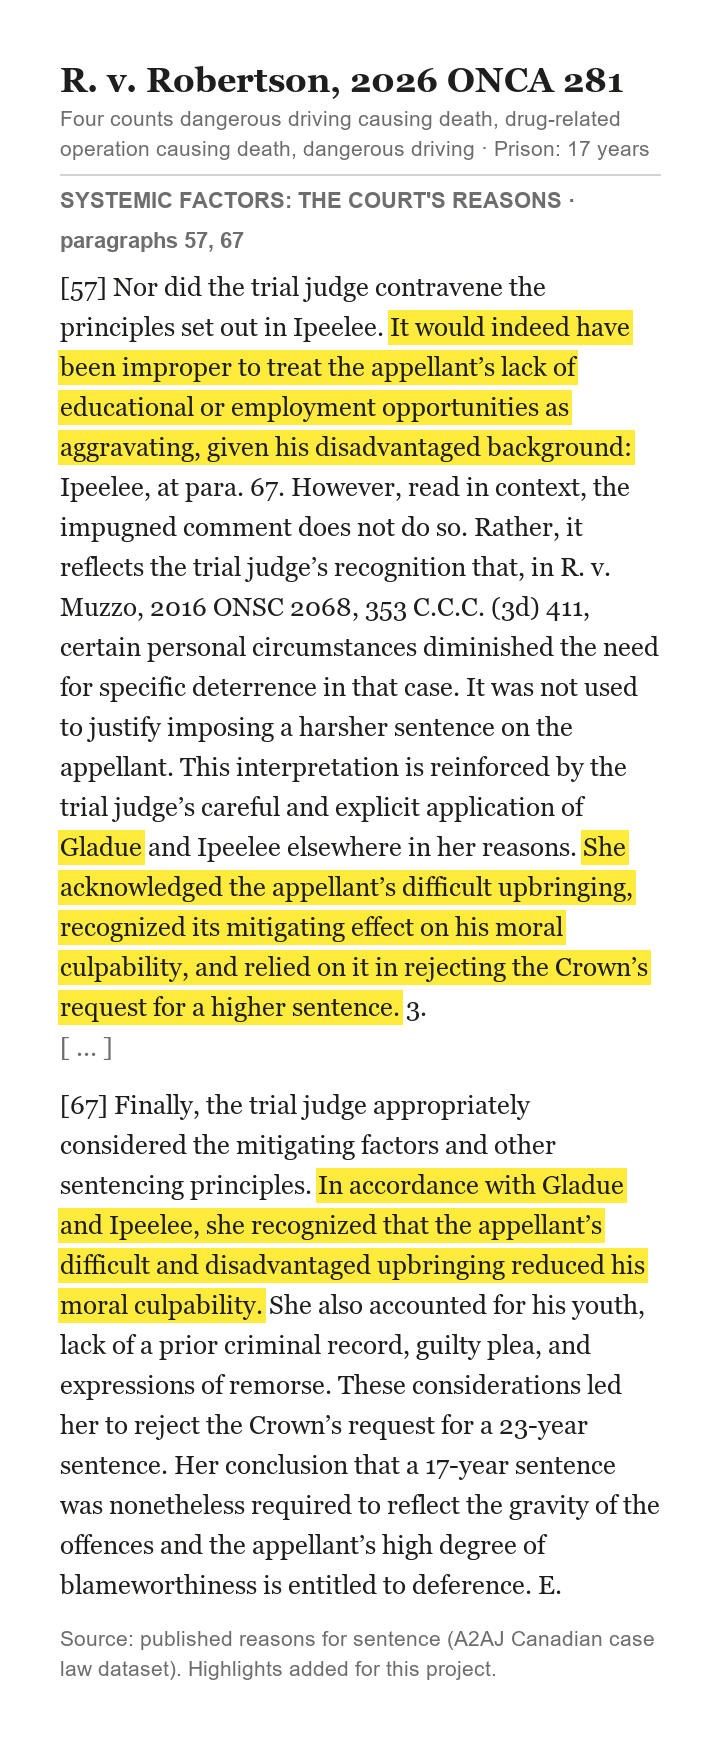 R. v. Robertson, 2026 ONCA 281
Four counts dangerous driving causing death, drug-related
operation causing death, dangerous driving · Prison: 17 years
SYSTEMIC FACTORS: THE COURT'S REASONS ·
paragraphs 57, 67
[57] Nor did the trial judge contravene the
principles set out in Ipeelee. It would indeed have
been improper to treat the appellant’s lack of
educational or employment opportunities as
aggravating, given his disadvantaged background:
Ipeelee, at para. 67. However, read in context, the
impugned comment does not do so. Rather, it
reflects the trial judge’s recognition that, in R. v.
Muzzo, 2016 ONSC 2068, 353 C.C.C. (3d) 411,
certain personal circumstances diminished the need
for specific deterrence in that case. It was not used
to justify imposing a harsher sentence on the
appellant. This interpretation is reinforced by the
trial judge’s careful and explicit application of
Gladue and Ipeelee elsewhere in her reasons. She
acknowledged the appellant’s difficult upbringing,
recognized its mitigating effect on his moral
culpability, and relied on it in rejecting the Crown’s
request for a higher sentence. 3.
[ ... ]
[67] Finally, the trial judge appropriately
considered the mitigating factors and other
sentencing principles. In accordance with Gladue
and Ipeelee, she recognized that the appellant’s
difficult and disadvantaged upbringing reduced his
moral culpability. She also accounted for his youth,
lack of a prior criminal record, guilty plea, and
expressions of remorse. These considerations led
her to reject the Crown’s request for a 23-year
sentence. Her conclusion that a 17-year sentence
was nonetheless required to reflect the gravity of the
offences and the appellant’s high degree of
blameworthiness is entitled to deference. E.
Source: published reasons for sentence (A2AJ Canadian case
law dataset). Highlights added for this project.